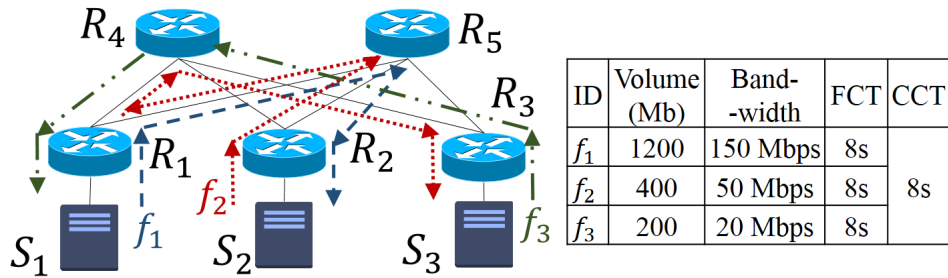 R4 R5
R3
R1 R2
f1 f2 f3
S1 S2 S3
ID Volume (Mb) Band--width FCT CCT
f1 1200 150 Mbps 8s 8s
f2 400 50 Mbps 8s
f3 200 20 Mbps 8s